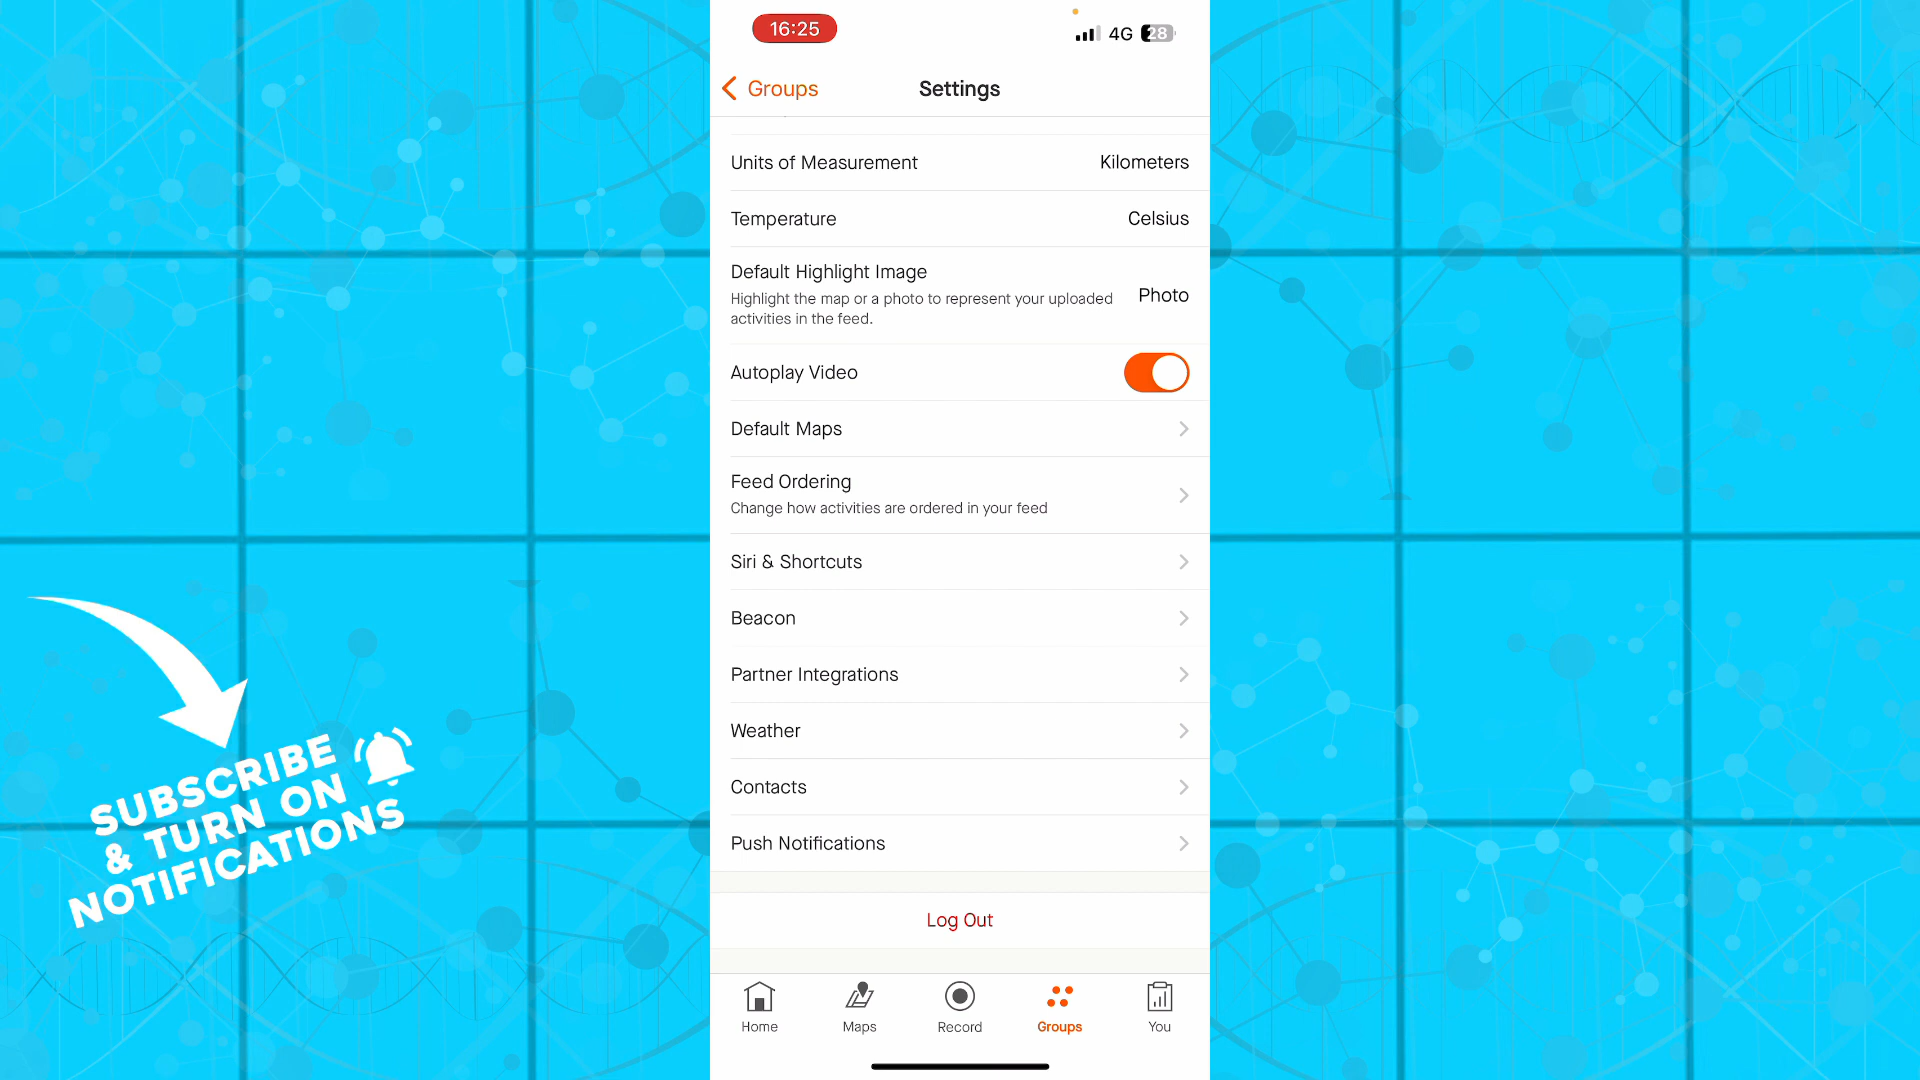 16:25
4G 28
Groups
Settings
Units of Measurement Kilometers
Temperature Celsius
Default Highlight Image
Highlight the map or a photo to represent your uploaded
activities in the feed.
Photo
Autoplay Video
Default Maps
Feed Ordering
Change how activities are ordered in your feed
Siri & Shortcuts
Beacon
Partner Integrations
Weather
Contacts
Push Notifications
Log Out
Home Maps Record Groups You
SUBSCRIBE
& TURN ON
NOTIFICATIONS